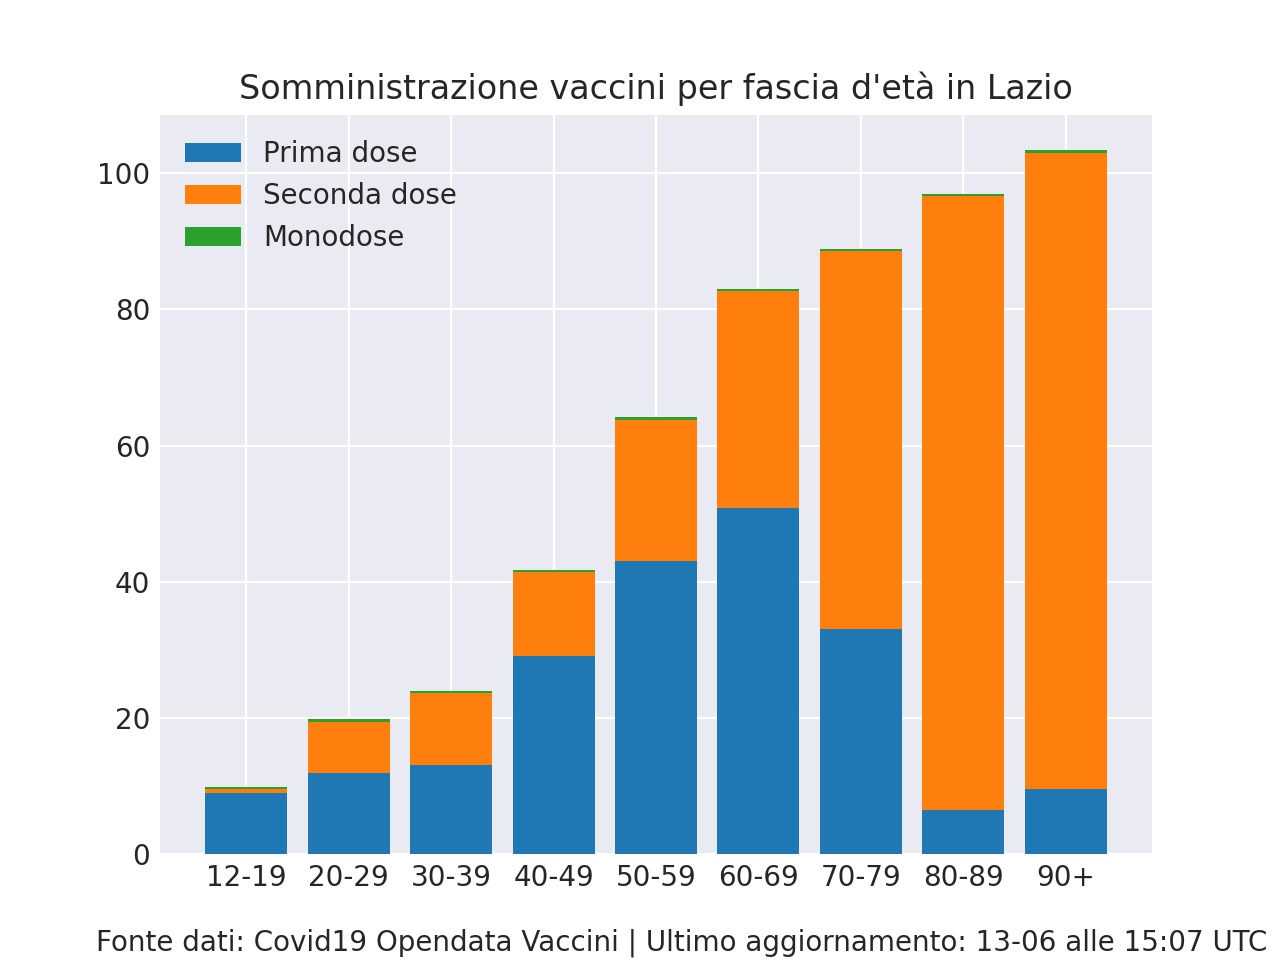 Somministrazione vaccini per fascia d'età in Lazio
Prima dose
Seconda dose
Monodose
100
80
60
40
20
0
12-19 20-29 30-39 40-49 50-59 60-69 70-79 80-89 90+
Fonte dati: Covid19 Opendata Vaccini | Ultimo aggiornamento: 13-06 alle 15:07 UTC